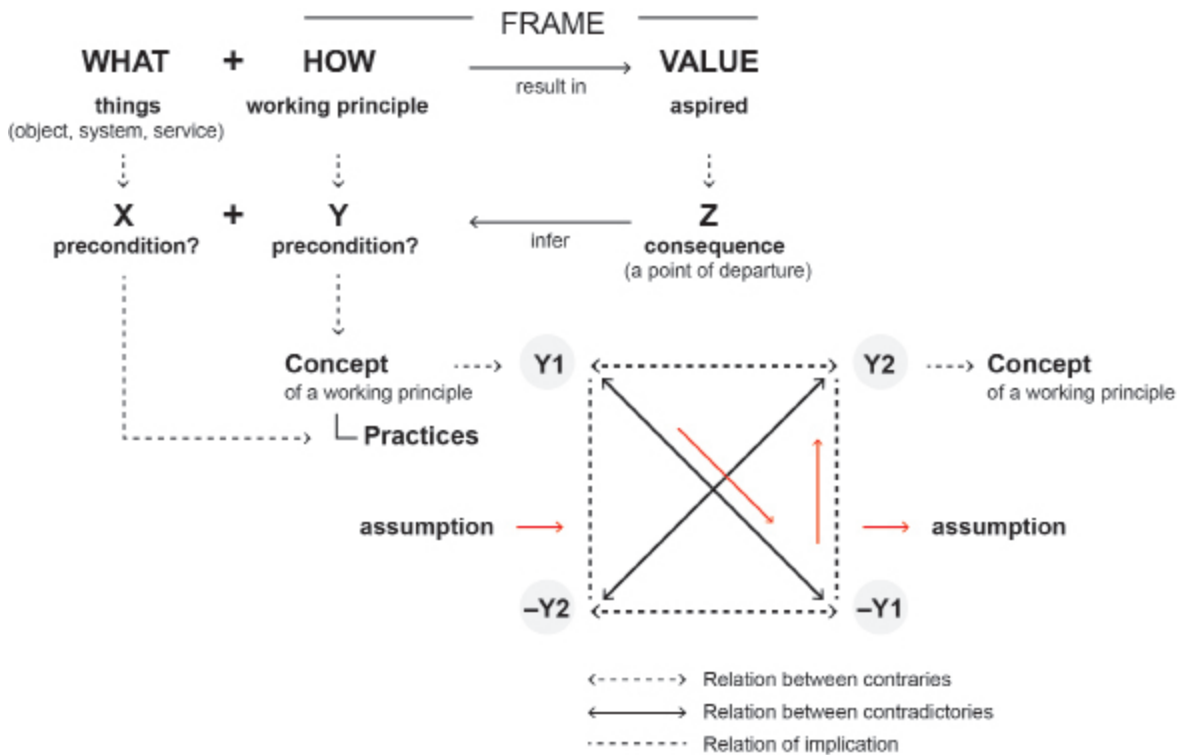 FRAME
WHAT + HOW VALUE
result in
things working principle aspired
(object, system, service)
X + Y Z
precondition? precondition? infer consequence
(a point of departure)
Concept Y1 Y2 Concept
of a working principle of a working principle
Practices
assumption assumption
–Y2 –Y1
Relation between contraries
Relation between contradictories
Relation of implication